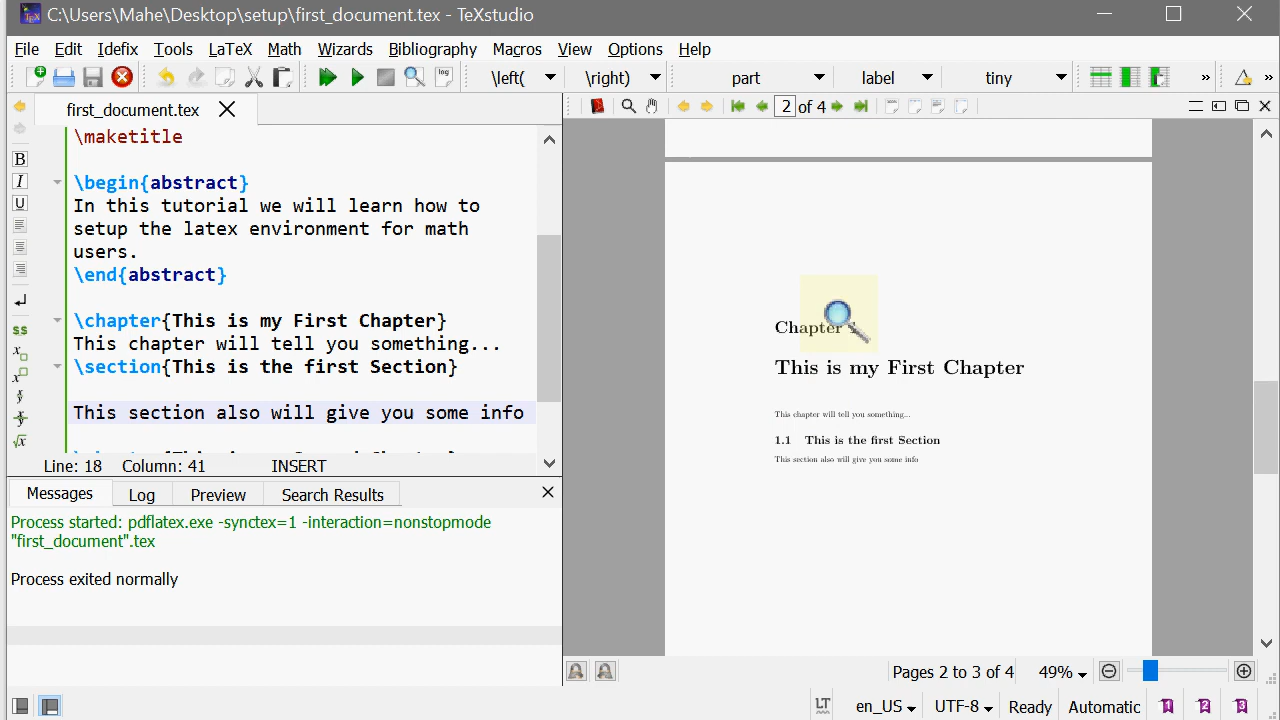 C:\Users\Mahe\Desktop\setup\first_document.tex - TeXstudio
File Edit Idefix Tools LaTeX Math Wizards Bibliography Macros View Options Help
log \left( \right) part label tiny »  »
first_document.tex
2 of 4
\maketitle
B
\begin{abstract}
I
In this tutorial we will learn how to
U
setup the latex environment for math
users.
\end{abstract}
\chapter{This is my First Chapter}
This chapter will tell you something...
\section{This is the first Section}
This section also will give you some info
Line: 18 Column: 41 INSERT
Chapter
This is my First Chapter
This chapter will tell you something...
1.1 This is the first Section
This section also will give you some info
Messages Log Preview Search Results
Process started: pdflatex.exe -synctex=1 -interaction=nonstopmode
"first_document".tex
Process exited normally
Pages 2 to 3 of 4 49%
LT en_US UTF-8 Ready Automatic 1 2 3